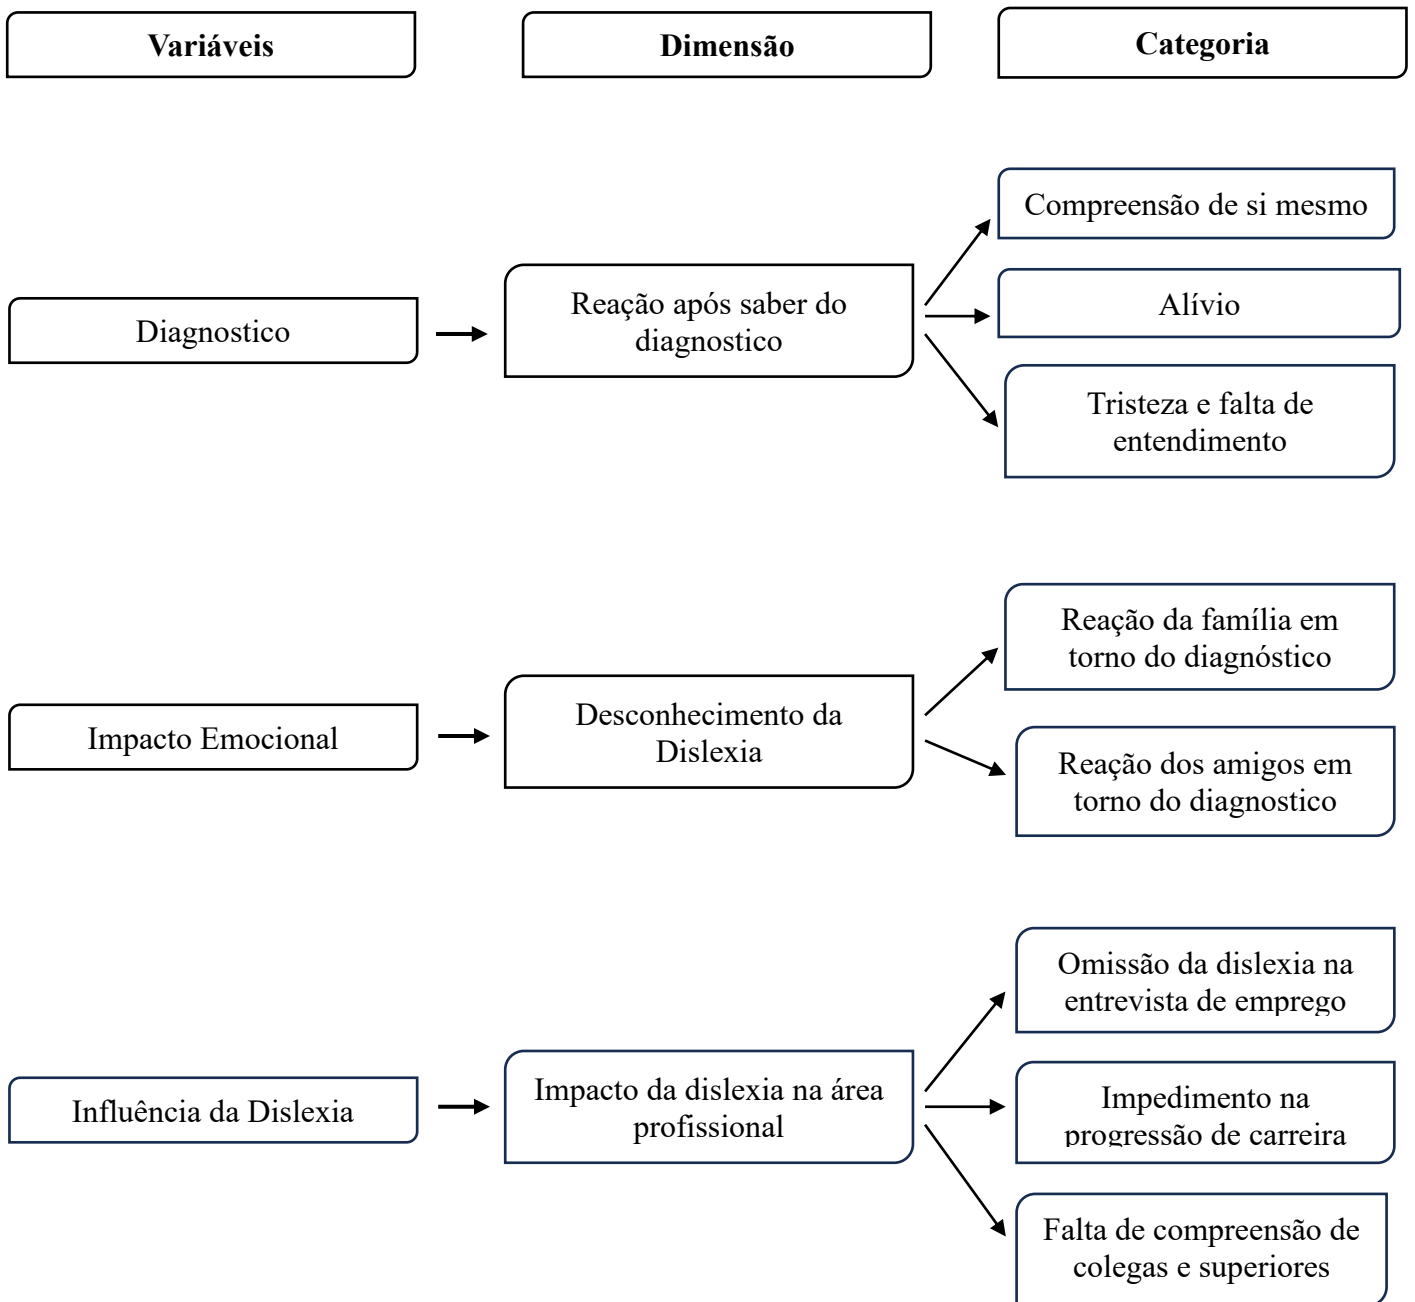 Variáveis
Dimensão
Categoria
Compreensão de si mesmo
Diagnostico
Reação após saber do
diagnostico
Alívio
Tristeza e falta de
entendimento
Impacto Emocional
Desconhecimento da
Dislexia
Reação da família em
torno do diagnóstico
Reação dos amigos em
torno do diagnostico
Influência da Dislexia
Impacto da dislexia na área
profissional
Omissão da dislexia na
entrevista de emprego
Impedimento na
progressão de carreira
Falta de compreensão de
colegas e superiores